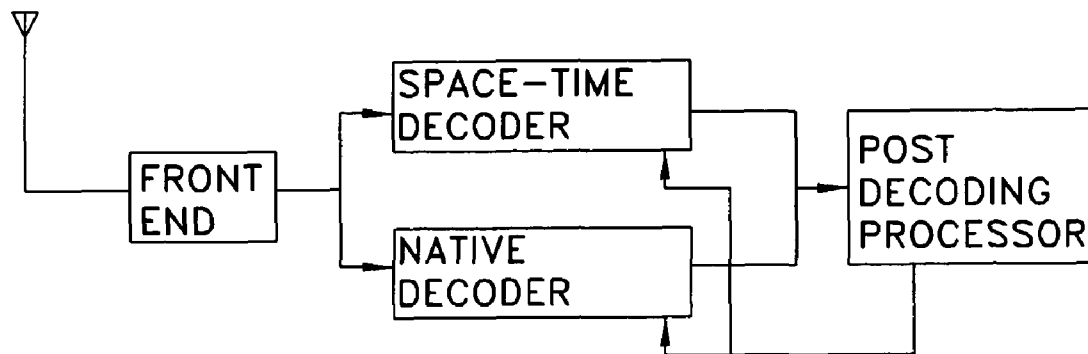 SPACE-TIME
DECODER
FRONT
END
NATIVE
DECODER
POST
DECODING
PROCESSOR